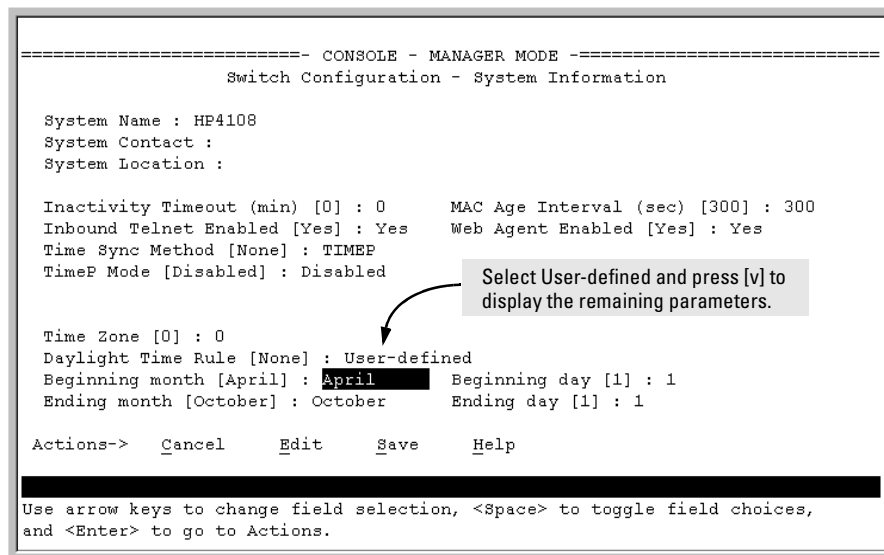 ==========================- CONSOLE - MANAGER MODE -============================
Switch Configuration - System Information
System Name : HP4108
System Contact :
System Location :
Inactivity Timeout (min) [0] : 0 MAC Age Interval (sec) [300] : 300
Inbound Telnet Enabled [Yes] : Yes Web Agent Enabled [Yes] : Yes
Time Sync Method [None] : TIMEP
TimeP Mode [Disabled] : Disabled
Select User-defined and press [v] to
display the remaining parameters.
Time Zone [0] : 0
Daylight Time Rule [None] : User-defined
Beginning month [April] : April Beginning day [1] : 1
Ending month [October] : October Ending day [1] : 1
Actions-> Cancel Edit Save Help
Use arrow keys to change field selection, <Space> to toggle field choices,
and <Enter> to go to Actions.